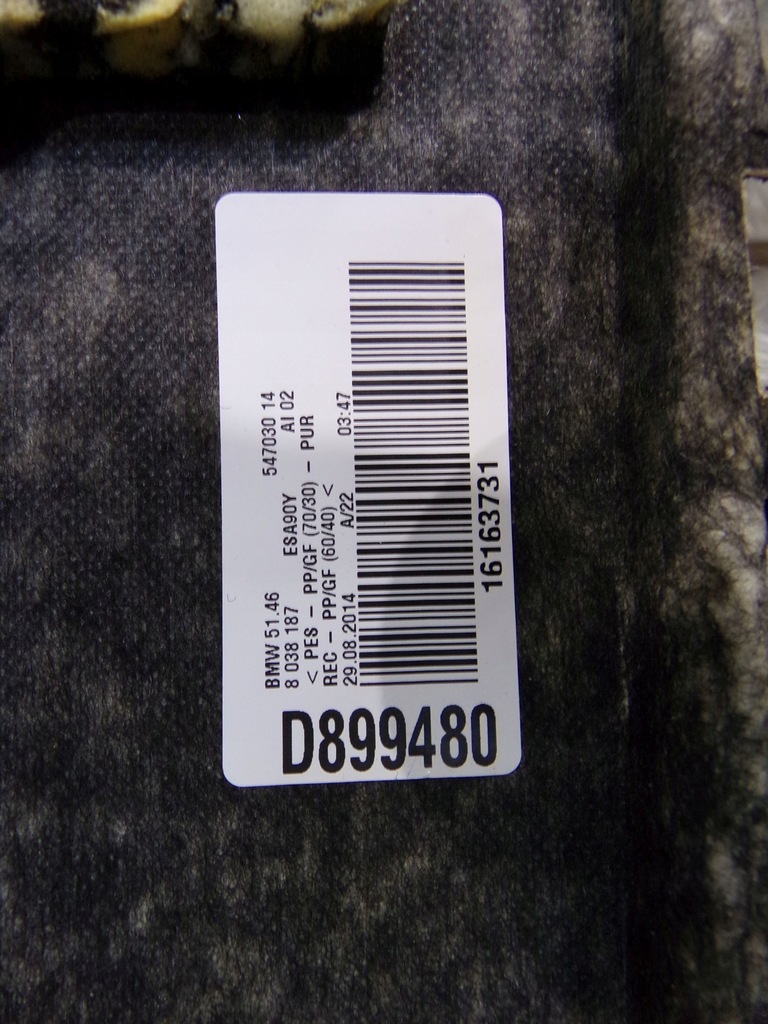 BMW 51.46 547030 14
8 038 187 ESA90Y AI 02
< PES - PP/GF (70/30) - PUR
REC - PP/GF (60/40) <
29.08.2014 A/22 03:47
16163731
D899480